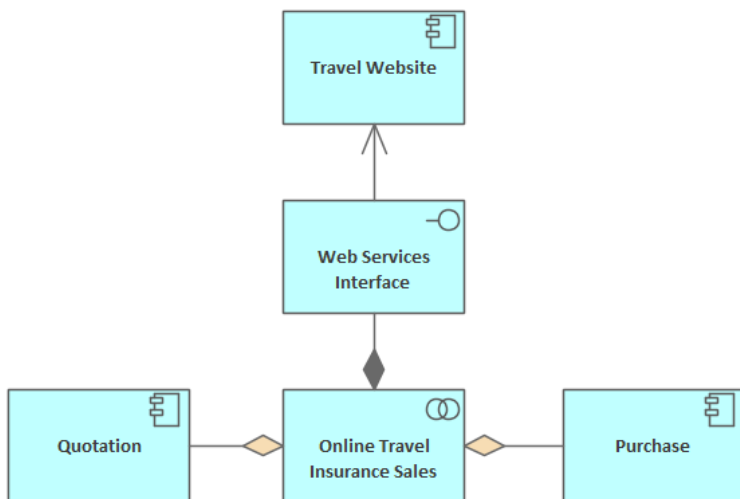 Travel Website
Web Services
Interface
Quotation
Online Travel
Insurance Sales
Purchase